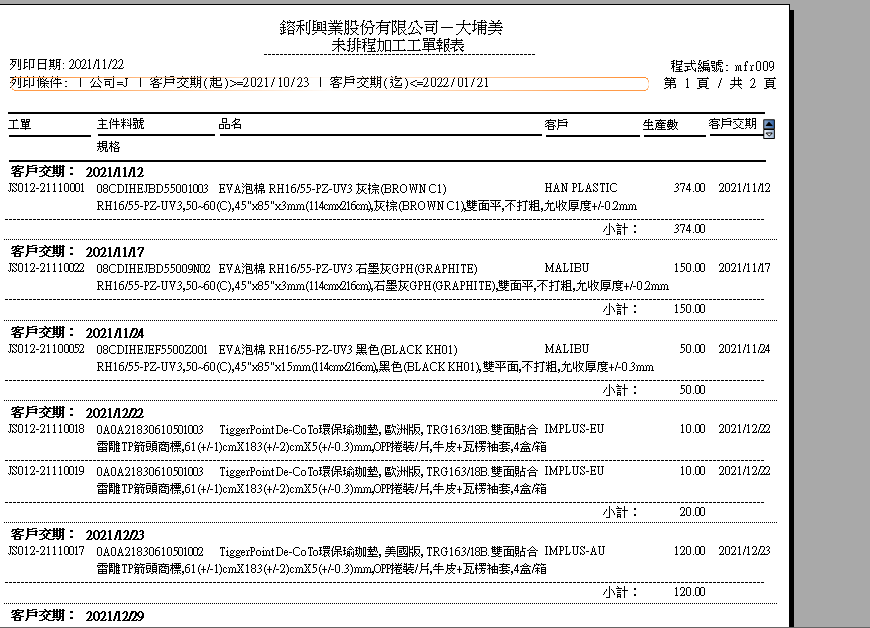 鎔利興業股份有限公司－大埔美
未排程加工工單報表
列印日期: 2021/11/22
程式編號: mfr009
列印條件: | 公司=J | 客戶交期(起)>=2021/10/23 | 客戶交期(迄)<=2022/01/21
第 1 頁 / 共 2 頁
工單 主件料號 品名 客戶 生產數 客戶交期
規格
客戶交期： 2021/11/12
JS012-21110001 08CDIHEJBD55001003 EVA泡棉 RH16/55-PZ-UV3 灰棕(BROWN C1) HAN PLASTIC 374.00 2021/11/12
RH16/55-PZ-UV3,50~60(C),45"x85"x3mm(114cmx216cm),灰棕(BROWN C1),雙面平,不打粗,允收厚度+/-0.2mm
小計： 374.00
客戶交期： 2021/11/17
JS012-21110022 08CDIHEJBD55009N02 EVA泡棉 RH16/55-PZ-UV3 石墨灰GPH(GRAPHITE) MALIBU 150.00 2021/11/17
RH16/55-PZ-UV3,50~60(C),45"x85"x3mm(114cmx216cm),石墨灰GPH(GRAPHITE),雙面平,不打粗,允收厚度+/-0.2mm
小計： 150.00
客戶交期： 2021/11/24
JS012-21100052 08CDIHEJEF5500Z001 EVA泡棉 RH16/55-PZ-UV3 黑色(BLACK KH01) MALIBU 50.00 2021/11/24
RH16/55-PZ-UV3,50~60(C),45"x85"x15mm(114cmx216cm),黑色(BLACK KH01),雙平面,不打粗,允收厚度+/-0.3mm
小計： 50.00
客戶交期： 2021/12/22
JS012-21110018 0A0A21830610501003 TiggerPoint De-CoTo環保瑜珈墊, 歐洲版, TRG163/18B.雙面貼合 IMPLUS-EU 10.00 2021/12/22
雷雕TP箭頭商標,61(+/-1)cmX183(+/-2)cmX5(+/-0.3)mm,OPP捲裝/片,牛皮+瓦楞袖套,4盒/箱
JS012-21110019 0A0A21830610501003 TiggerPoint De-CoTo環保瑜珈墊, 歐洲版, TRG163/18B.雙面貼合 IMPLUS-EU 10.00 2021/12/22
雷雕TP箭頭商標,61(+/-1)cmX183(+/-2)cmX5(+/-0.3)mm,OPP捲裝/片,牛皮+瓦楞袖套,4盒/箱
小計： 20.00
客戶交期： 2021/12/23
JS012-21110017 0A0A21830610501002 TiggerPoint De-CoTo環保瑜珈墊, 美國版, TRG163/18B.雙面貼合 IMPLUS-AU 120.00 2021/12/23
雷雕TP箭頭商標,61(+/-1)cmX183(+/-2)cmX5(+/-0.3)mm,OPP捲裝/片,牛皮+瓦楞袖套,4盒/箱
小計： 120.00
客戶交期： 2021/12/29